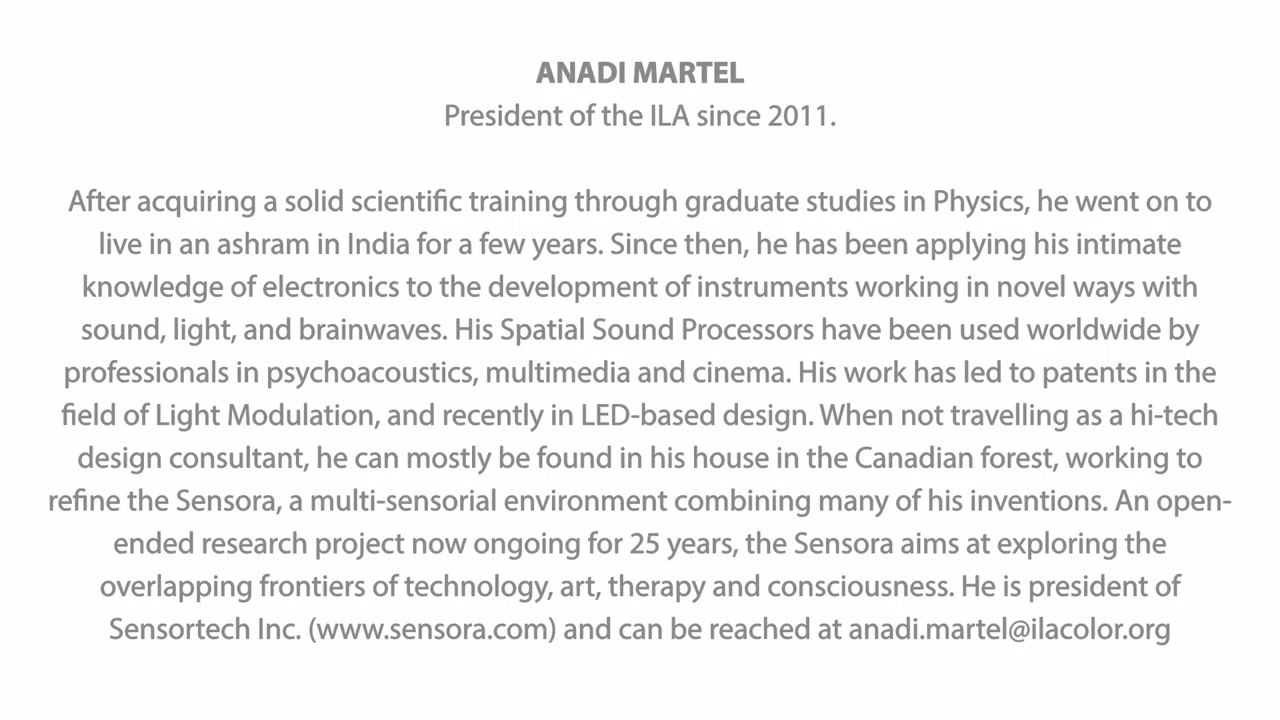 ANADI MARTEL
President of the ILA since 2011.
After acquiring a solid scientific training through graduate studies in Physics, he went on to
live in an ashram in India for a few years. Since then, he has been applying his intimate
knowledge of electronics to the development of instruments working in novel ways with
sound, light, and brainwaves. His Spatial Sound Processors have been used worldwide by
professionals in psychoacoustics, multimedia and cinema. His work has led to patents in the
field of Light Modulation, and recently in LED-based design. When not travelling as a hi-tech
design consultant, he can mostly be found in his house in the Canadian forest, working to
refine the Sensora, a multi-sensorial environment combining many of his inventions. An open-
ended research project now ongoing for 25 years, the Sensora aims at exploring the
overlapping frontiers of technology, art, therapy and consciousness. He is president of
Sensortech Inc. (www.sensora.com) and can be reached at anadi.martel@ilacolor.org